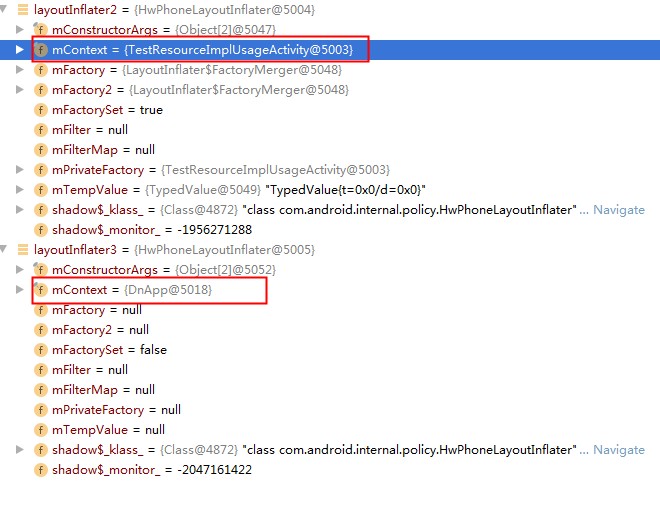 layoutInflater2 = {HwPhoneLayoutInflater@5004}
f mConstructorArgs = {Object[2]@5047}
f mContext = {TestResourceImplUsageActivity@5003}
f mFactory = {LayoutInflater$FactoryMerger@5048}
f mFactory2 = {LayoutInflater$FactoryMerger@5048}
f mFactorySet = true
f mFilter = null
f mFilterMap = null
f mPrivateFactory = {TestResourceImplUsageActivity@5003}
f mTempValue = {TypedValue@5049} "TypedValue{t=0x0/d=0x0}"
f shadow$_klass_ = {Class@4872} "class com.android.internal.policy.HwPhoneLayoutInflater" ... Navigate
f shadow$_monitor_ = -1956271288
layoutInflater3 = {HwPhoneLayoutInflater@5005}
f mConstructorArgs = {Object[2]@5052}
f mContext = {DnApp@5018}
f mFactory = null
f mFactory2 = null
f mFactorySet = false
f mFilter = null
f mFilterMap = null
f mPrivateFactory = null
f mTempValue = null
f shadow$_klass_ = {Class@4872} "class com.android.internal.policy.HwPhoneLayoutInflater" ... Navigate
f shadow$_monitor_ = -2047161422